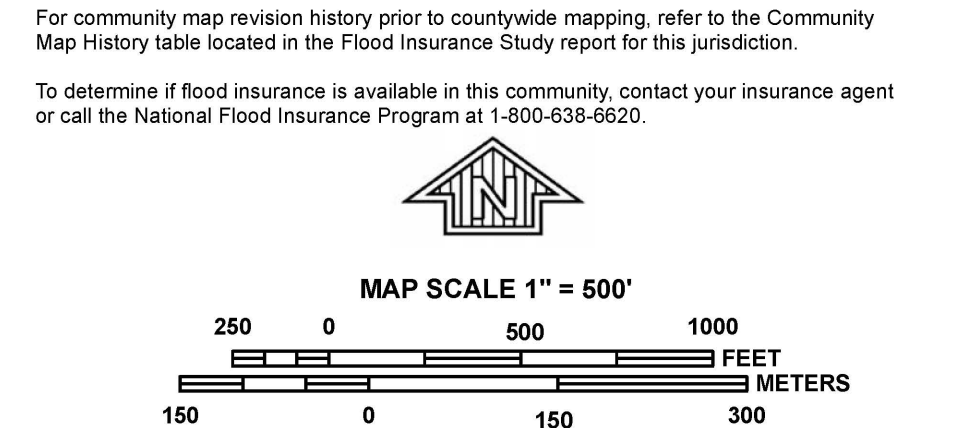 For community map revision history prior to countywide mapping, refer to the Community
Map History table located in the Flood Insurance Study report for this jurisdiction.
To determine if flood insurance is available in this community, contact your insurance agent
or call the National Flood Insurance Program at 1-800-638-6620.
N
MAP SCALE 1" = 500'
250 0 500 1000
FEET
METERS
150 0 150 300